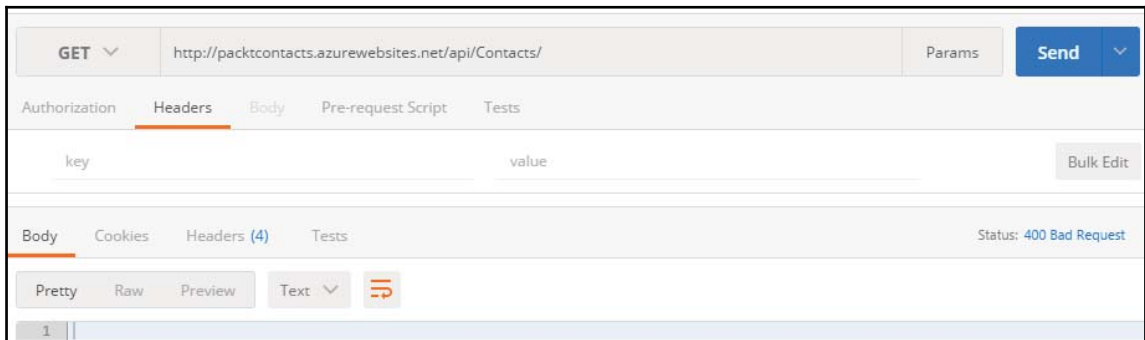 GET http://packtcontacts.azurewebsites.net/api/Contacts/ Params Send
Authorization Headers Body Pre-request Script Tests
key value Bulk Edit
Body Cookies Headers (4) Tests Status: 400 Bad Request
Pretty Raw Preview Text
1